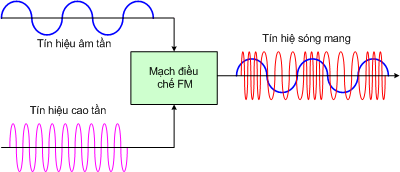 Tín hiệu âm tần
Mạch điều
chế FM
Tín hiệ sóng mang
Tín hiệu cao tần